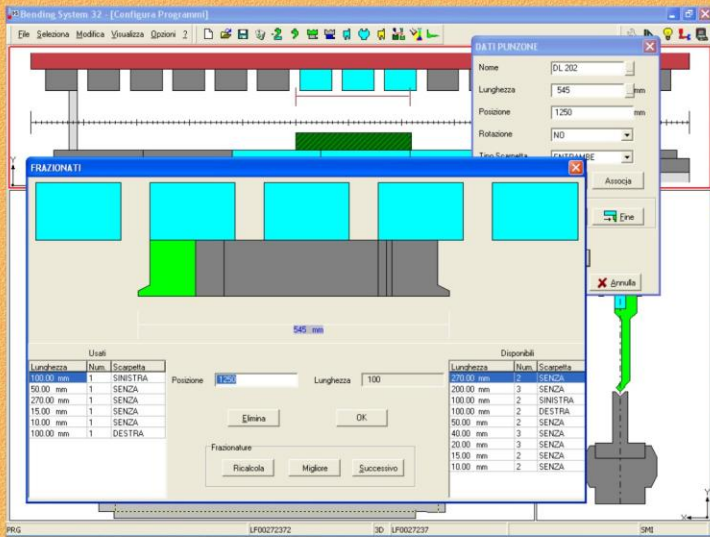 Bending System 32 - [Configura Programmi]
File Seleziona Modifica Visualizza Opzioni ?
DATI PUNZONE
Nome DL 202 ...
Lunghezza 545 ... mm
Posizione 1250 mm
Rotazione NO
Tipo Scarpetta ENTRAMBE
Associa
Fine
Annulla
FRAZIONATI
545 mm
Usati
Lunghezza Num. Scarpetta
100.00 mm 1 SINISTRA
50.00 mm 1 SENZA
270.00 mm 1 SENZA
15.00 mm 1 SENZA
10.00 mm 1 SENZA
100.00 mm 1 DESTRA
Posizione 1250 Lunghezza 100
Elimina OK
Frazionature
Ricalcola Migliore Successivo
Disponibili
Lunghezza Num. Scarpetta
270.00 mm 2 SENZA
200.00 mm 3 SENZA
100.00 mm 2 SINISTRA
100.00 mm 2 DESTRA
50.00 mm 2 SENZA
40.00 mm 3 SENZA
20.00 mm 3 SENZA
15.00 mm 2 SENZA
10.00 mm 2 SENZA
Y
Y
X
PRG LF00272372 3D LF0027237 SMI